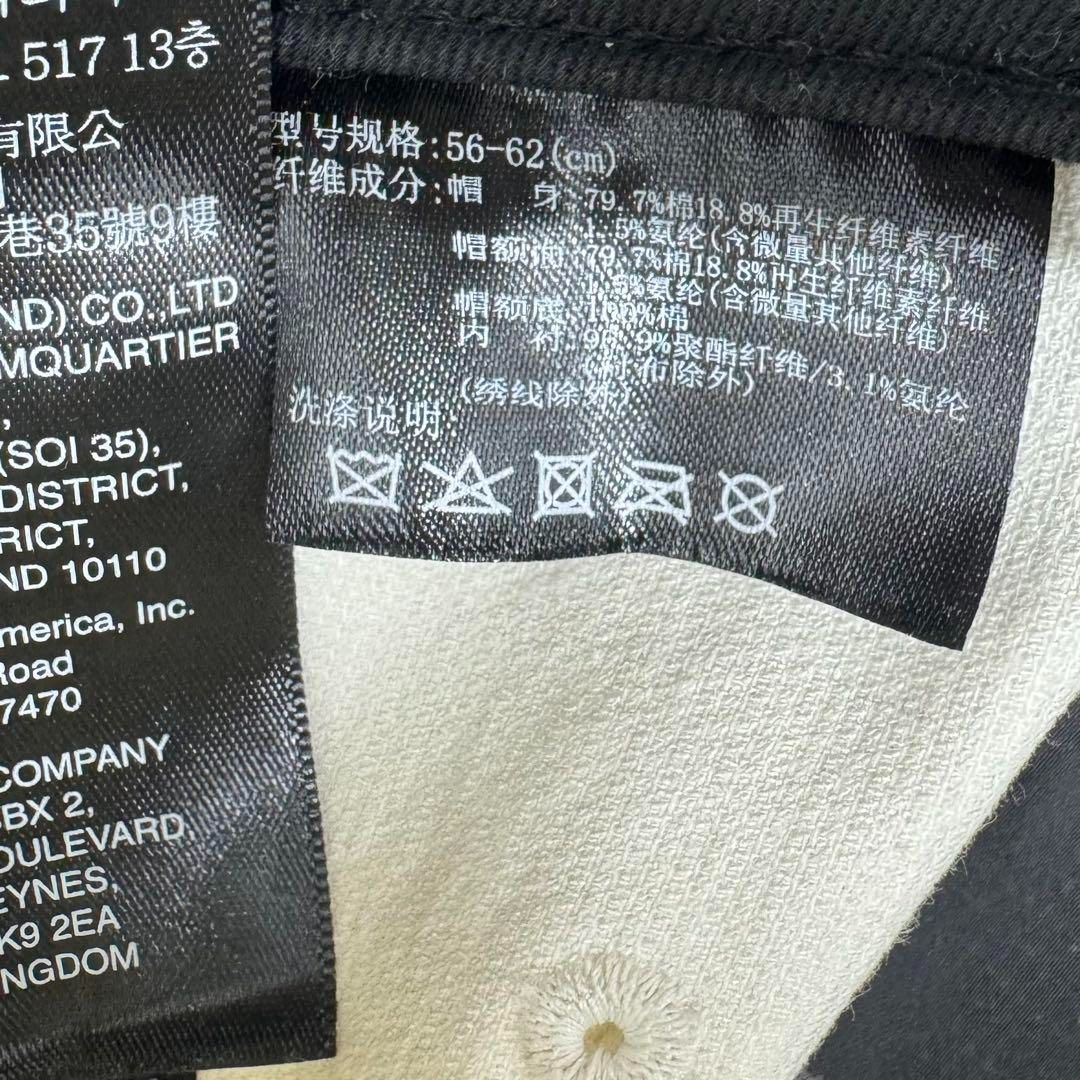 517 13층
有限公
巷35號9樓
ND) CO.,LTD
MQUARTIER
(SOI 35),
DISTRICT,
RICT,
ND 10110
merica, Inc.
Road
7470
COMPANY
BX 2,
OULEVARD,
EYNES,
K9 2EA
NGDOM
型号规格:56-62(cm)
纤维成分:帽 身:79.7%棉18.8%再生纤维素纤维
1.5%氨纶(含微量其他纤维)
帽额 79.7%棉18.8%再生纤维素纤维
1.5%氨纶(含微量其他纤维)
帽额底:100%棉
内 衬:96.9%聚酯纤维/3.1%氨纶
(绣线除外) 布除外)
洗涤说明